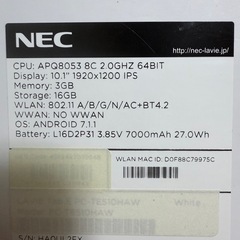 NEC
http://nec-lavie.jp/
CPU: APQ8053 8C 2.0GHZ 64BIT
Display: 10.1" 1920x1200 IPS
Memory: 3GB
Storage: 16GB
WLAN: 802.11 A/B/G/N/AC+BT4.2
WWAN: NO WWAN
OS: ANDROID 7.1.1
Battery: L16D2P31 3.85V 7000mAh 27.0Wh
WLAN MAC ID: D0F88C79975C
White
S/N: HA0UL2EX